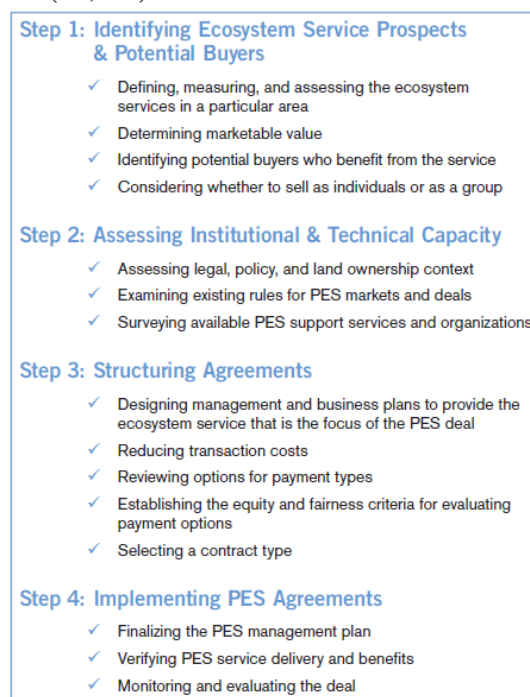 Step 1: Identifying Ecosystem Service Prospects
& Potential Buyers
✓ Defining, measuring, and assessing the ecosystem
services in a particular area
✓ Determining marketable value
✓ Identifying potential buyers who benefit from the service
✓ Considering whether to sell as individuals or as a group
Step 2: Assessing Institutional & Technical Capacity
✓ Assessing legal, policy, and land ownership context
✓ Examining existing rules for PES markets and deals
✓ Surveying available PES support services and organizations
Step 3: Structuring Agreements
✓ Designing management and business plans to provide the
ecosystem service that is the focus of the PES deal
✓ Reducing transaction costs
✓ Reviewing options for payment types
✓ Establishing the equity and fairness criteria for evaluating
payment options
✓ Selecting a contract type
Step 4: Implementing PES Agreements
✓ Finalizing the PES management plan
✓ Verifying PES service delivery and benefits
✓ Monitoring and evaluating the deal